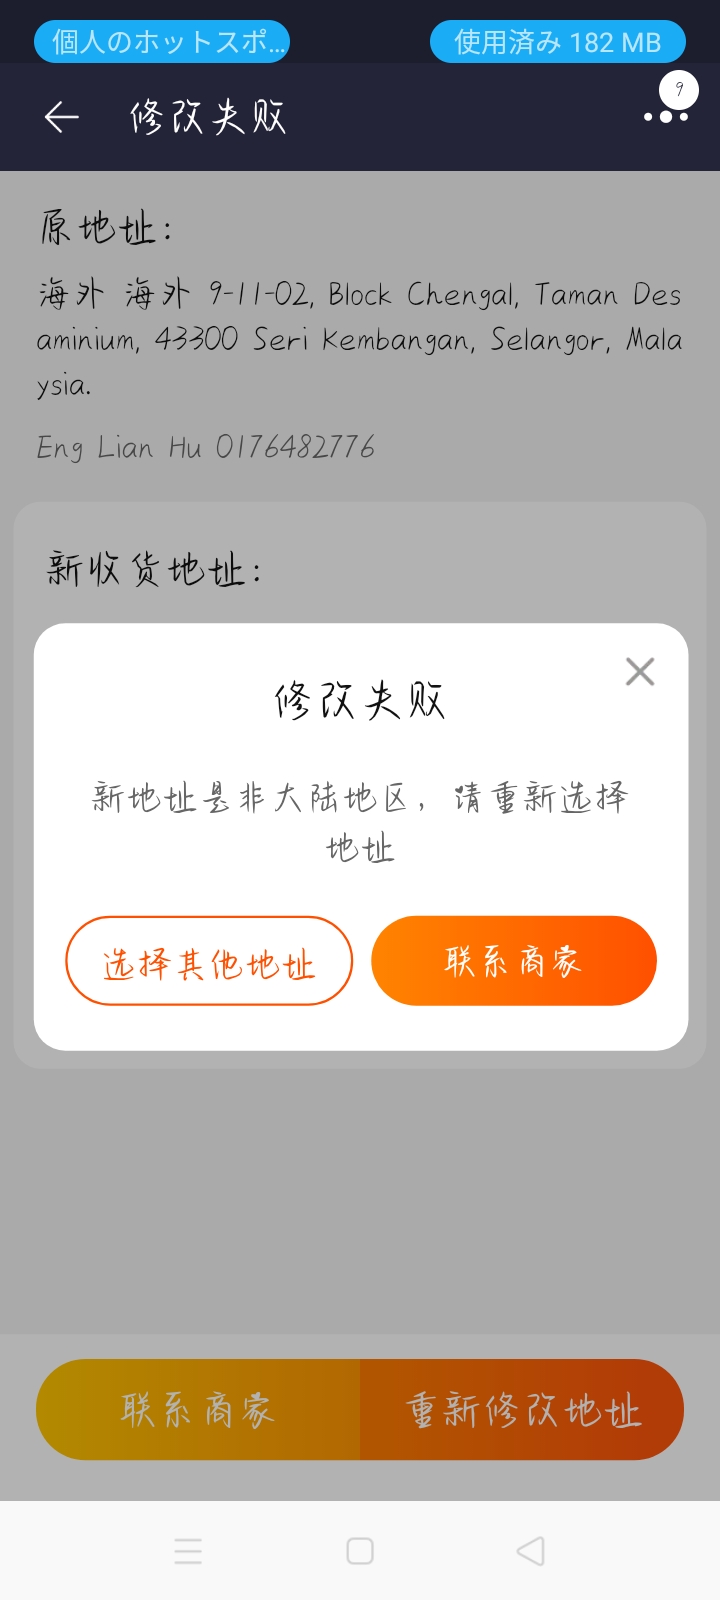 個人のホットスポ...
使用済み 182 MB
修改失败
9
原地址：
海外 海外 9-11-02, Block Chengal, Taman Des
aminium, 43300 Seri Kembangan, Selangor, Mala
ysia.
Eng Lian Hu 0176482776
新收货地址：
修改失败
新地址是非大陆地区，请重新选择
地址
选择其他地址
联系商家
联系商家
重新修改地址